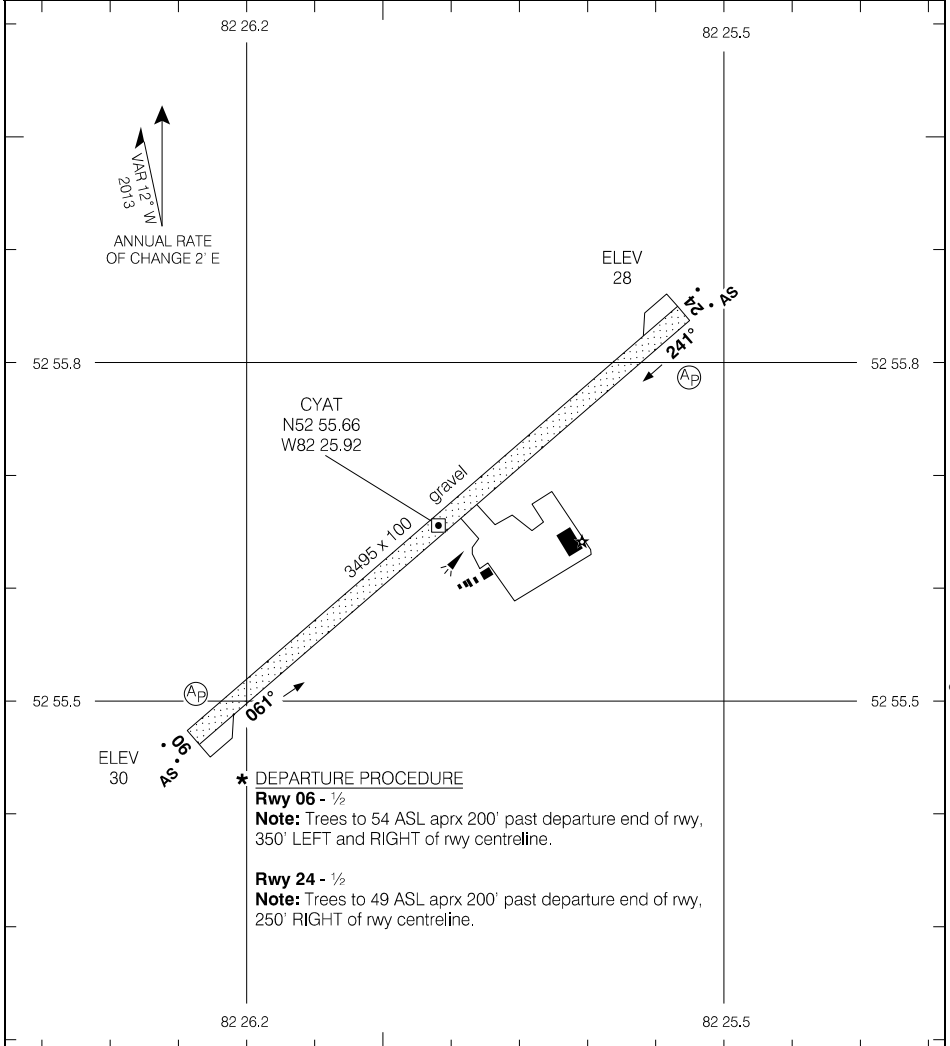 82 26.2
82 25.5
VAR 12° W
2013
ANNUAL RATE
OF CHANGE 2' E
ELEV
28
24
AS
241°
52 55.8
52 55.8
AP
CYAT
N52 55.66
W82 25.92
gravel
3495 x 100
AP
52 55.5
061°
52 55.5
06
ELEV
30
AS
* DEPARTURE PROCEDURE
Rwy 06 - ½
Note: Trees to 54 ASL aprx 200' past departure end of rwy,
350' LEFT and RIGHT of rwy centreline.
Rwy 24 - ½
Note: Trees to 49 ASL aprx 200' past departure end of rwy,
250' RIGHT of rwy centreline.
82 26.2
82 25.5